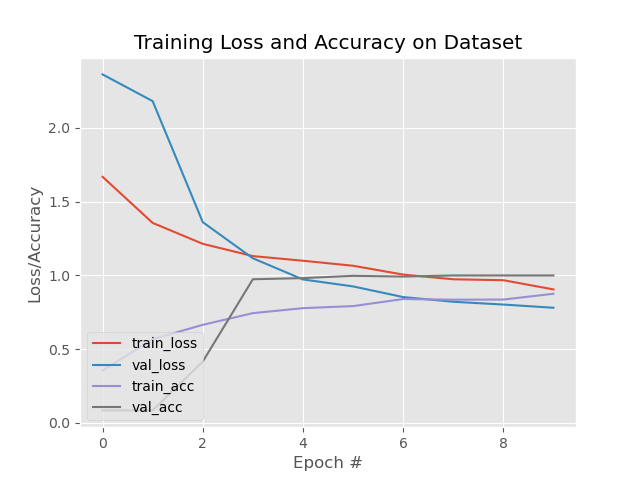 Training Loss and Accuracy on Dataset
Loss/Accuracy
2.0
1.5
1.0
0.5
0.0
train_loss
val_loss
train_acc
val_acc
0
2
4
6
8
Epoch #